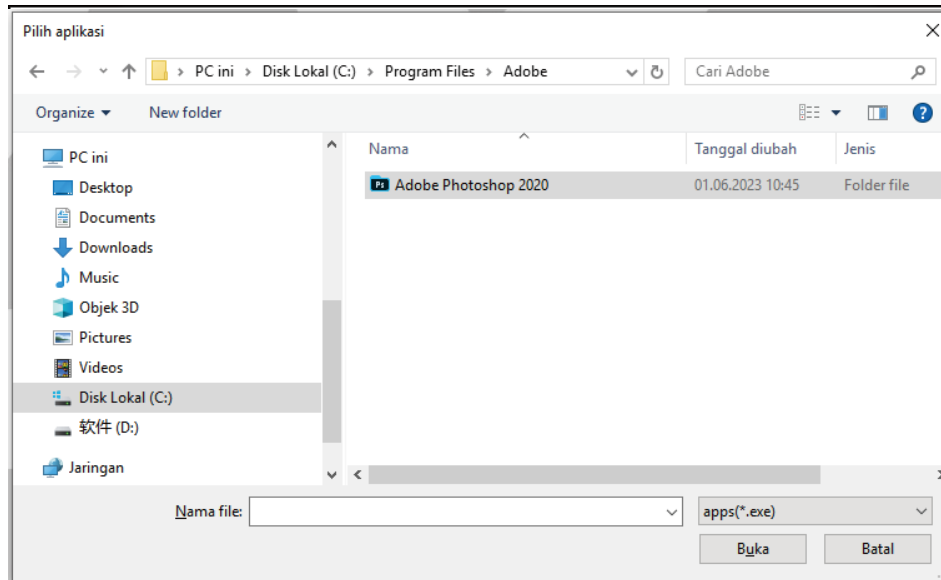 Pilih aplikasi
PC ini > Disk Lokal (C:) > Program Files > Adobe
Cari Adobe
Organize
New folder
Nama
Tanggal diubah
Jenis
PC ini
Desktop
Documents
Downloads
Music
Objek 3D
Pictures
Videos
Disk Lokal (C:)
软件 (D:)
Jaringan
Ps Adobe Photoshop 2020
01.06.2023 10:45
Folder file
Nama file:
apps(*.exe)
Buka
Batal